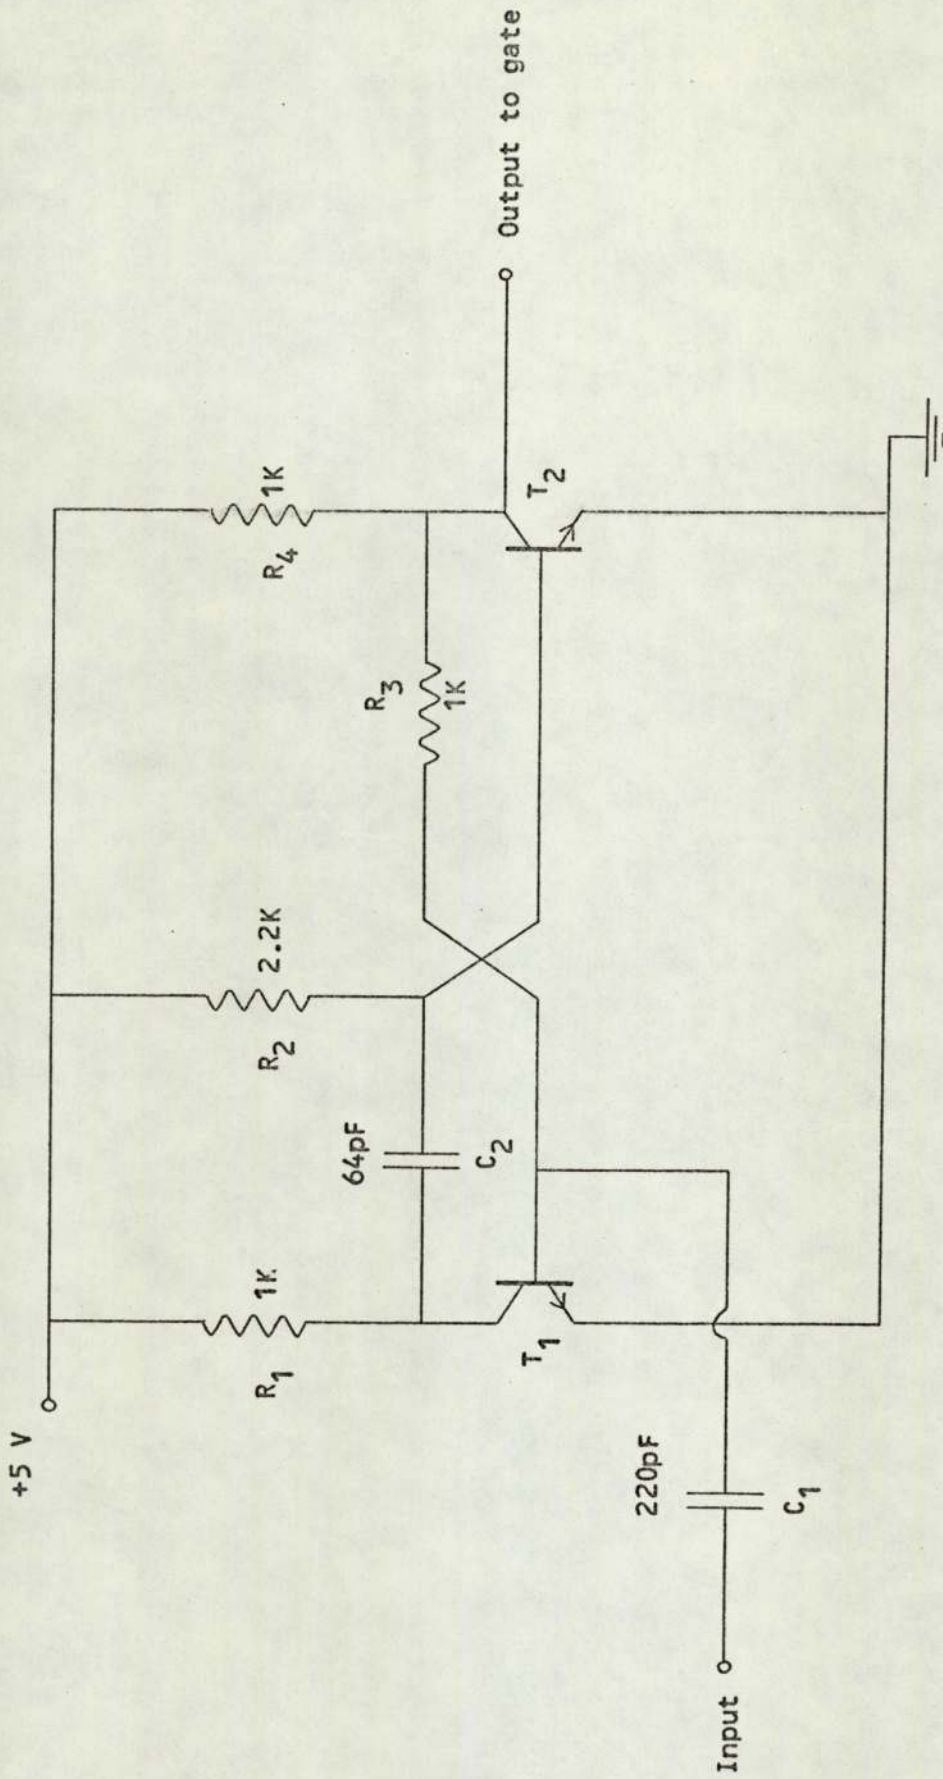 +5 V
R1
1K
R2
2.2K
R4
1K
64pF
C2
R3
1K
T1
T2
Output to gate
220pF
C1
Input